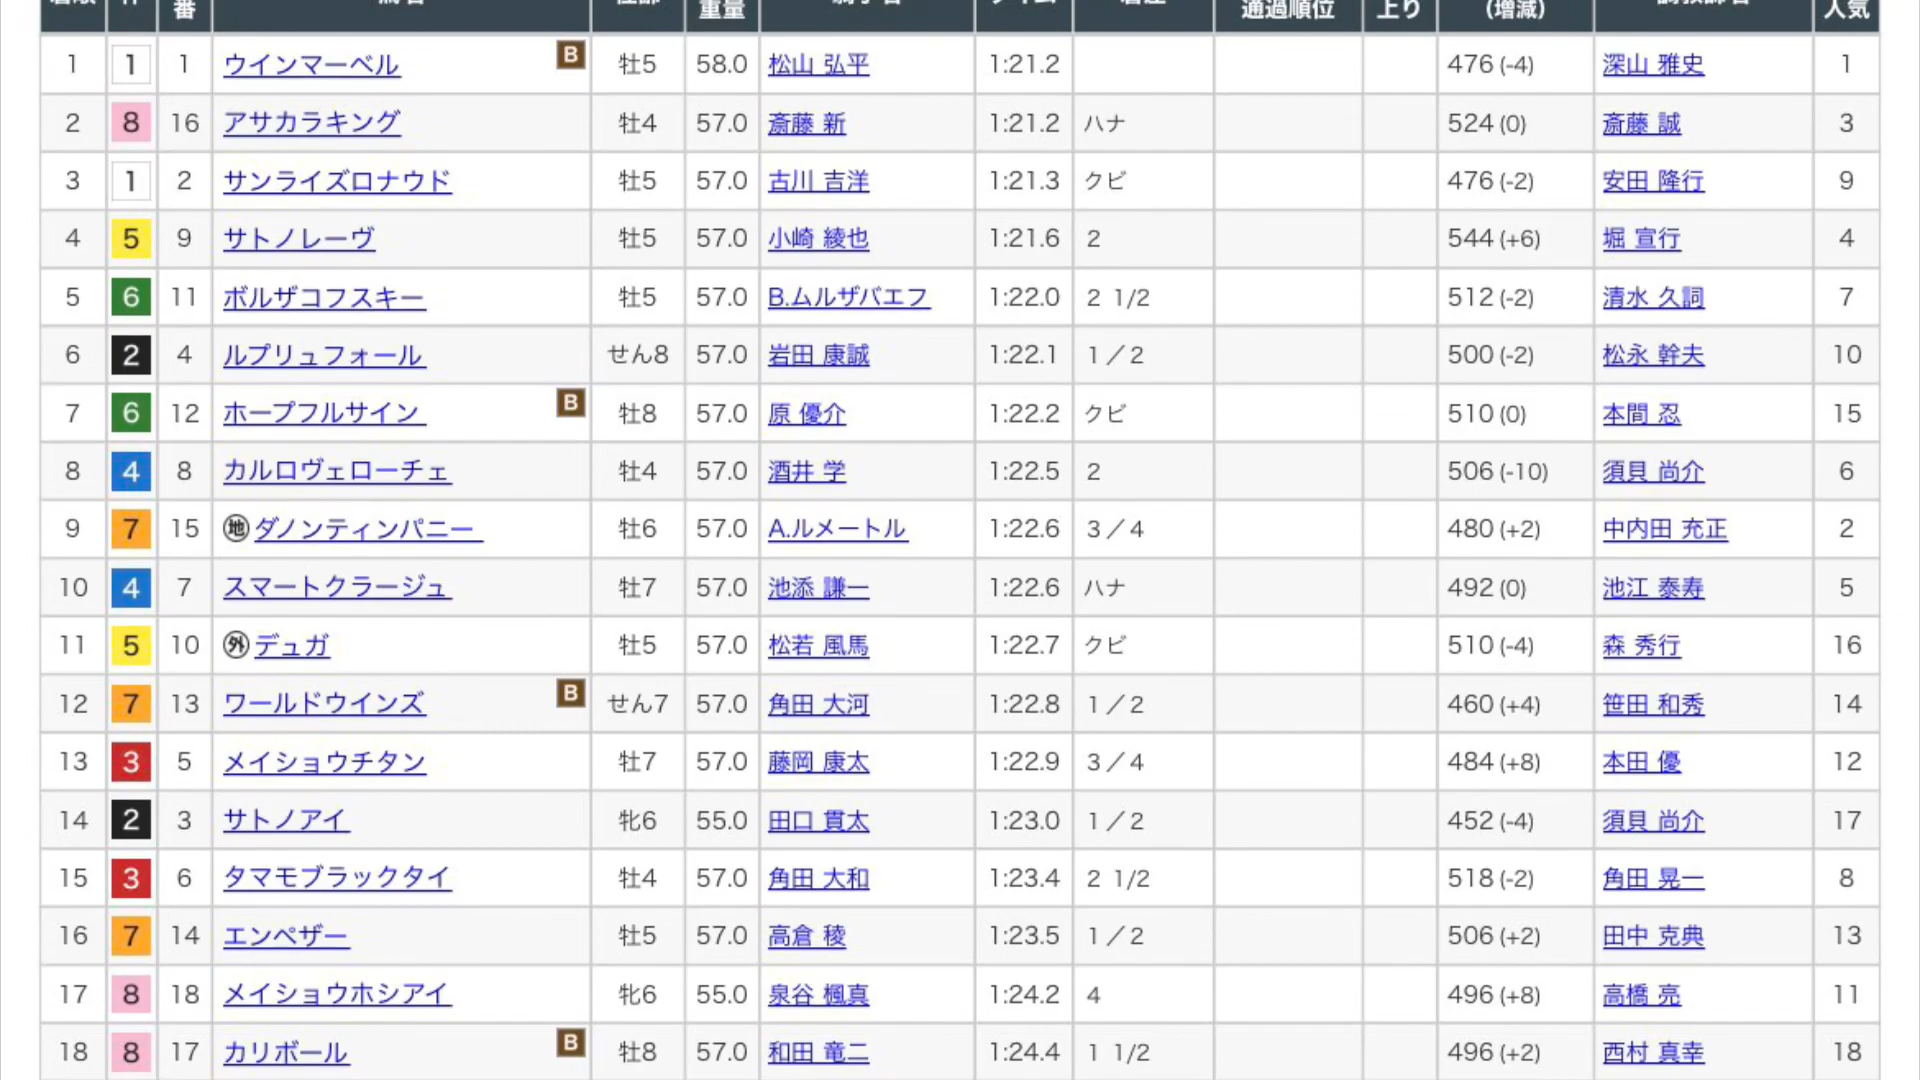 番 重量 通過順位 上り (増減) 人気
1 1 1 ウインマーベル B 牡5 58.0 松山 弘平 1:21.2 476 (-4) 深山 雅史 1
2 8 16 アサカラキング 牡4 57.0 斎藤 新 1:21.2 ハナ 524 (0) 斎藤 誠 3
3 1 2 サンライズロナウド 牡5 57.0 古川 吉洋 1:21.3 クビ 476 (-2) 安田 隆行 9
4 5 9 サトノレーヴ 牡5 57.0 小崎 綾也 1:21.6 2 544 (+6) 堀 宣行 4
5 6 11 ボルザコフスキー 牡5 57.0 B.ムルザバエフ 1:22.0 2 1/2 512 (-2) 清水 久詞 7
6 2 4 ルプリュフォール せん8 57.0 岩田 康誠 1:22.1 1／2 500 (-2) 松永 幹夫 10
7 6 12 ホープフルサイン B 牡8 57.0 原 優介 1:22.2 クビ 510 (0) 本間 忍 15
8 4 8 カルロヴェローチェ 牡4 57.0 酒井 学 1:22.5 2 506 (-10) 須貝 尚介 6
9 7 15 地 ダノンティンパニー 牡6 57.0 A.ルメートル 1:22.6 3／4 480 (+2) 中内田 充正 2
10 4 7 スマートクラージュ 牡7 57.0 池添 謙一 1:22.6 ハナ 492 (0) 池江 泰寿 5
11 5 10 外 デュガ 牡5 57.0 松若 風馬 1:22.7 クビ 510 (-4) 森 秀行 16
12 7 13 ワールドウインズ B せん7 57.0 角田 大河 1:22.8 1／2 460 (+4) 笹田 和秀 14
13 3 5 メイショウチタン 牡7 57.0 藤岡 康太 1:22.9 3／4 484 (+8) 本田 優 12
14 2 3 サトノアイ 牝6 55.0 田口 貫太 1:23.0 1／2 452 (-4) 須貝 尚介 17
15 3 6 タマモブラックタイ 牡4 57.0 角田 大和 1:23.4 2 1/2 518 (-2) 角田 晃一 8
16 7 14 エンペザー 牡5 57.0 高倉 稜 1:23.5 1／2 506 (+2) 田中 克典 13
17 8 18 メイショウホシアイ 牝6 55.0 泉谷 楓真 1:24.2 4 496 (+8) 高橋 亮 11
18 8 17 カリボール B 牡8 57.0 和田 竜二 1:24.4 1 1/2 496 (+2) 西村 真幸 18